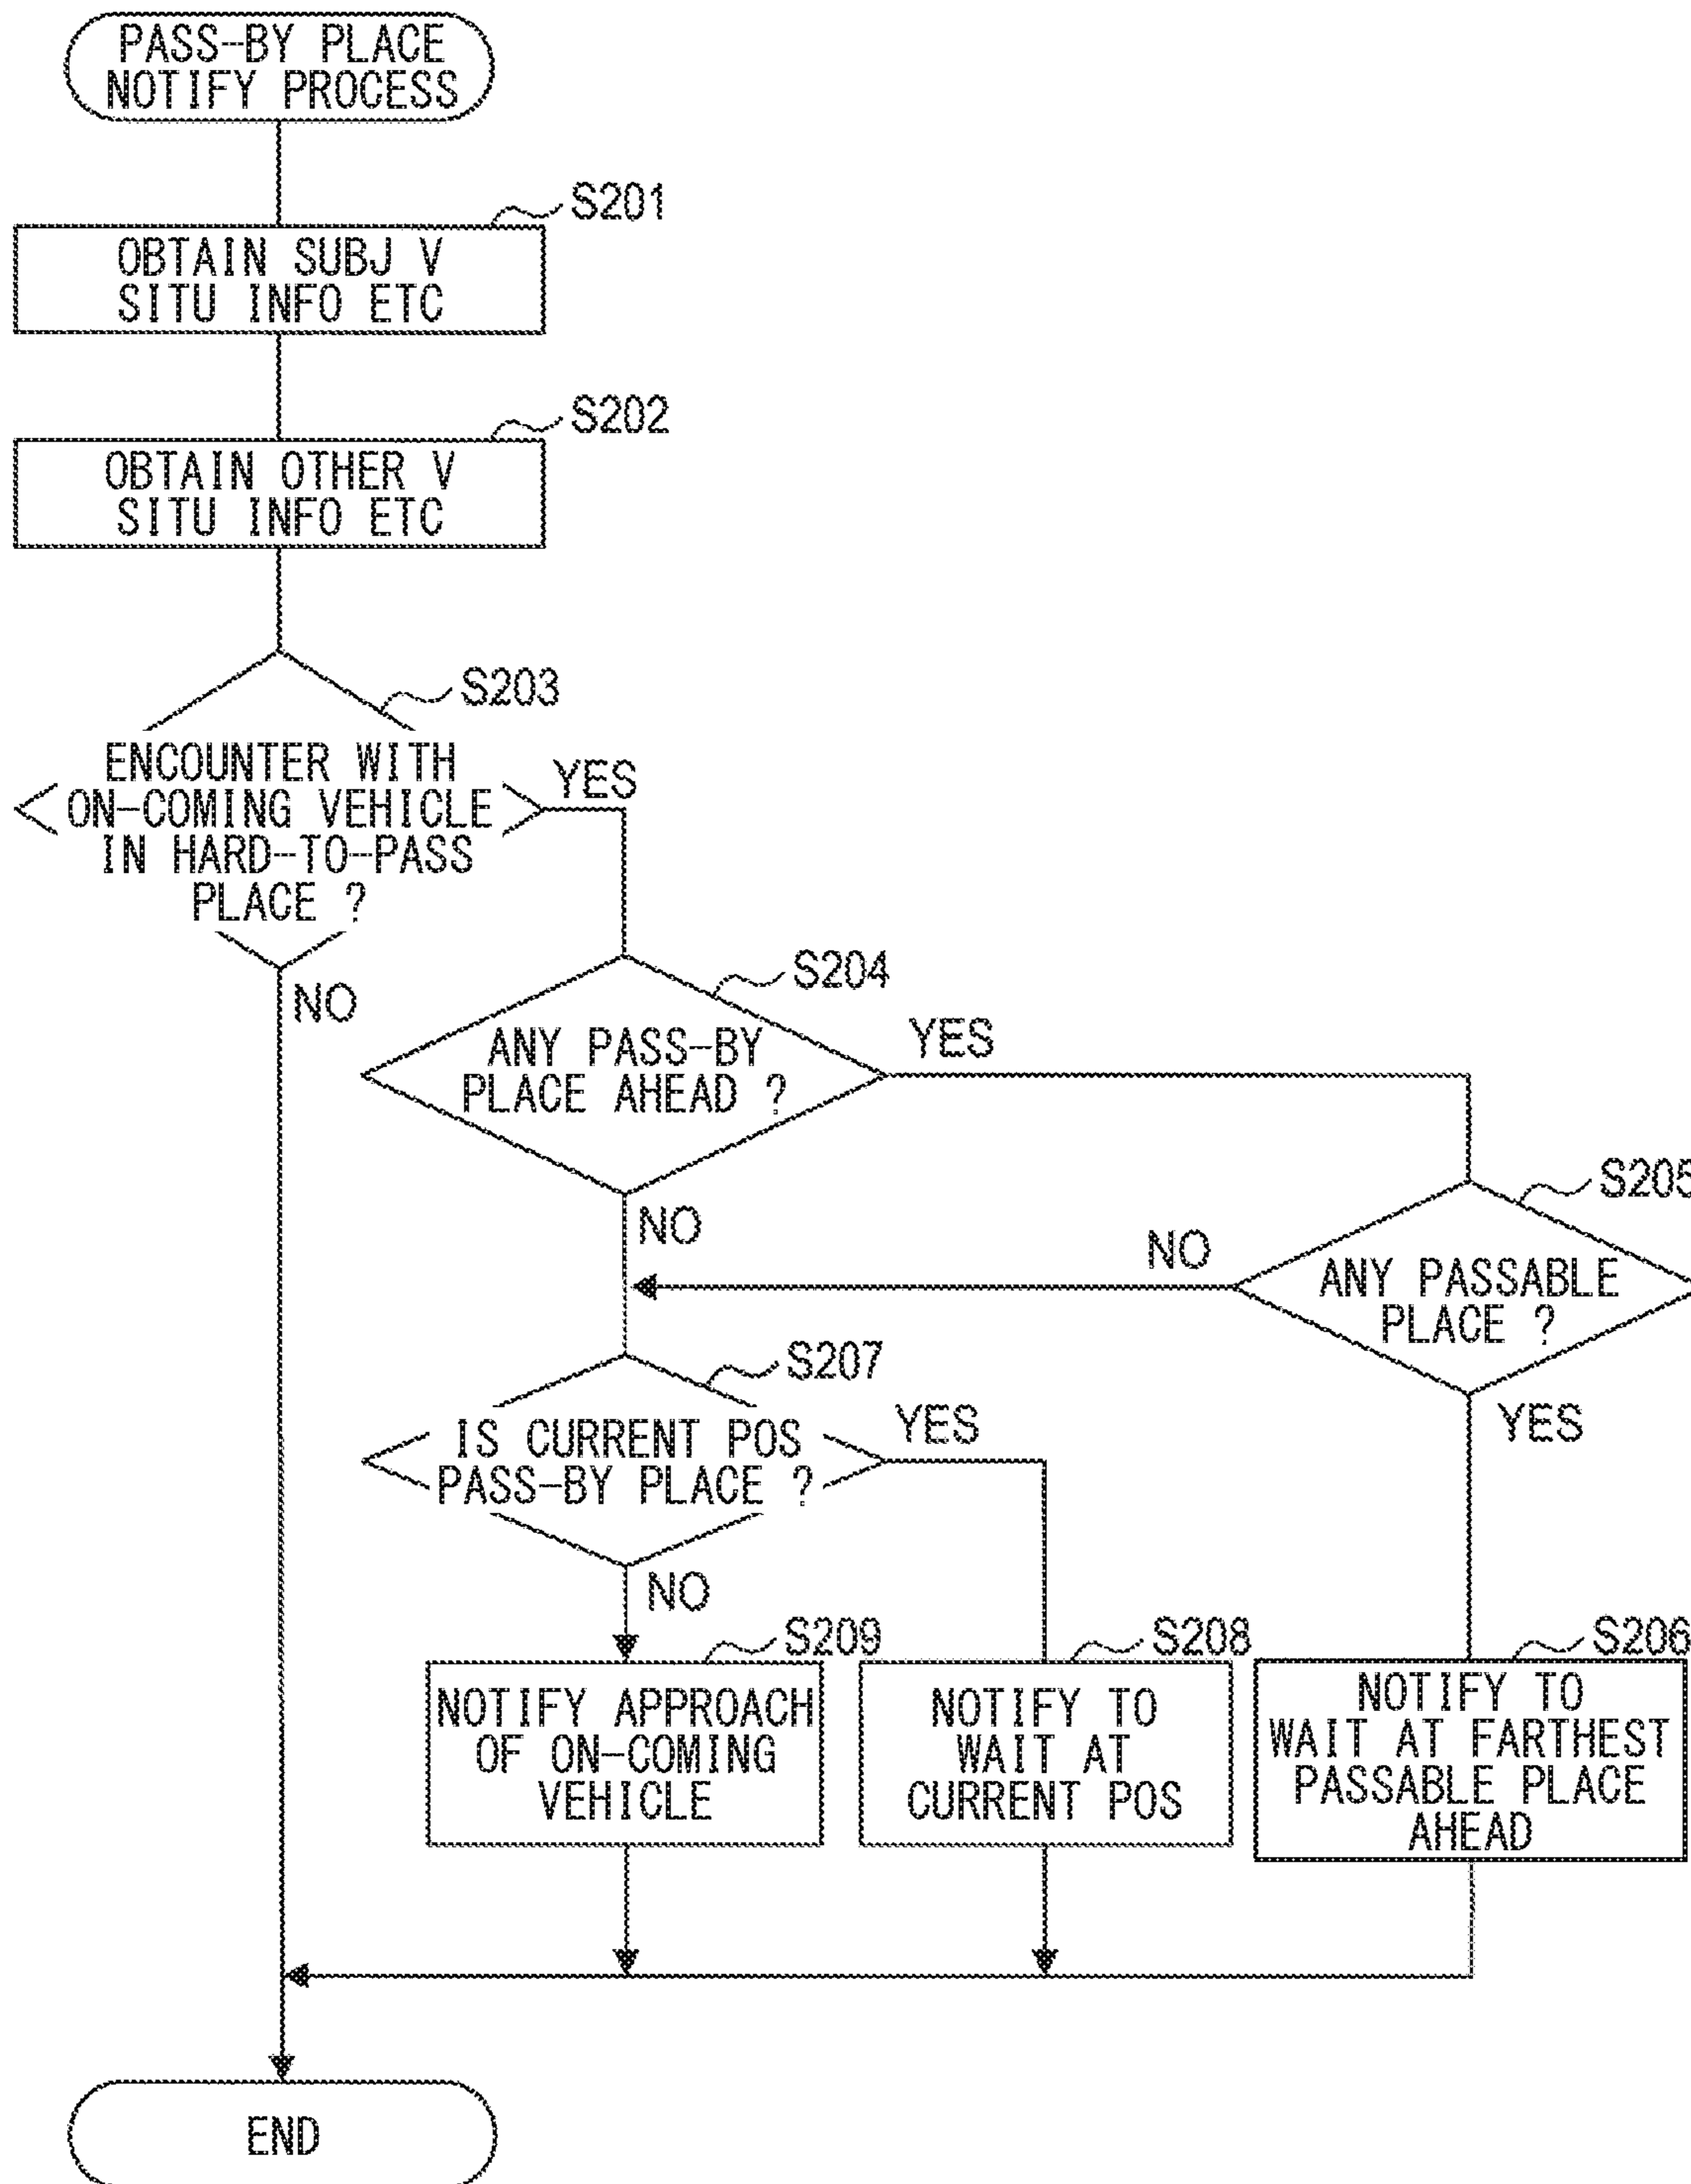 PASS-BY PLACE
NOTIFY PROCESS
S201
OBTAIN SUBJ V
SITU INFO ETC
S202
OBTAIN OTHER V
SITU INFO ETC
S203
ENCOUNTER WITH
ON-COMING VEHICLE
IN HARD-TO-PASS
PLACE ?
YES
NO
S204
ANY PASS-BY
PLACE AHEAD ?
YES
NO
S205
ANY PASSABLE
PLACE ?
NO
YES
S207
IS CURRENT POS
PASS-BY PLACE ?
YES
NO
S209
NOTIFY APPROACH
OF ON-COMING
VEHICLE
S208
NOTIFY TO
WAIT AT
CURRENT POS
S206
NOTIFY TO
WAIT AT FARTHEST
PASSABLE PLACE
AHEAD
END